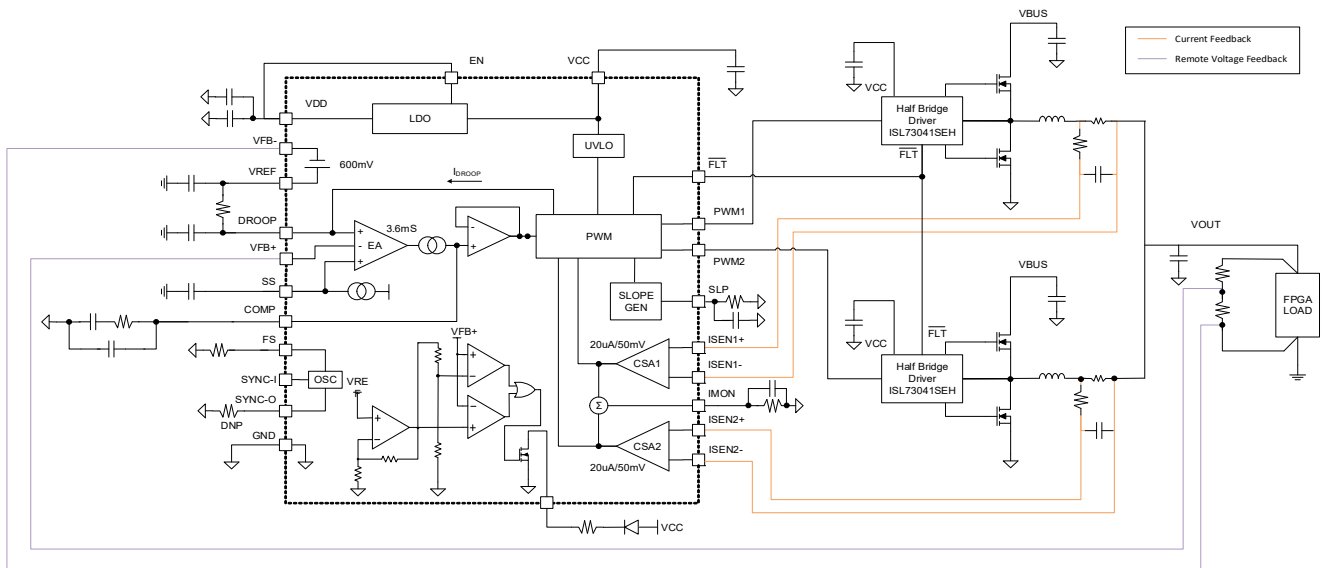 VBUS
Current Feedback
Remote Voltage Feedback
EN
VCC
VDD
LDO
VCC
Half Bridge
Driver
ISL73041SEH
FLT
VFB-
600mV
UVLO
FLT
VREF
IDROOP
DROOP
3.6mS
EA
PWM
PWM1
VFB+
PWM2
VOUT
SS
SLOPE
GEN
SLP
VBUS
FPGA
LOAD
COMP
FS
VFB+
20uA/50mV
CSA1
ISEN1+
FLT
VCC
Half Bridge
Driver
ISL73041SEH
SYNC-I
OSC
VRE
ISEN1-
SYNC-O
IMON
DNP
Σ
ISEN2+
GND
CSA2
ISEN2-
20uA/50mV
VCC
+
-
+
-
+
+
-
+
-
-
+